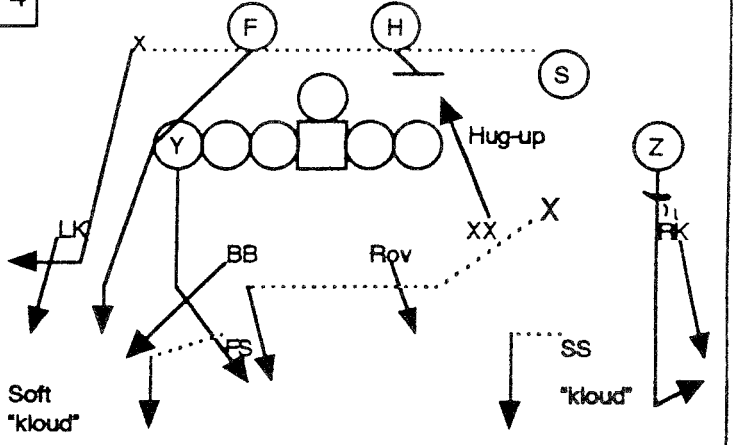 4
F
H
X
S
Y
Hug-up
Z
LK
XX
X
RK
BB
Rov
FS
SS
Soft
"kloud"
"kloud"